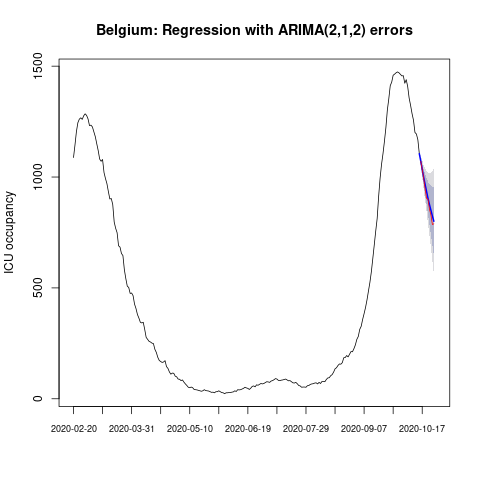 Belgium: Regression with ARIMA(2,1,2) errors
ICU occupancy
1500
1000
500
0
2020-02-20 2020-03-31 2020-05-10 2020-06-19 2020-07-29 2020-09-07 2020-10-17